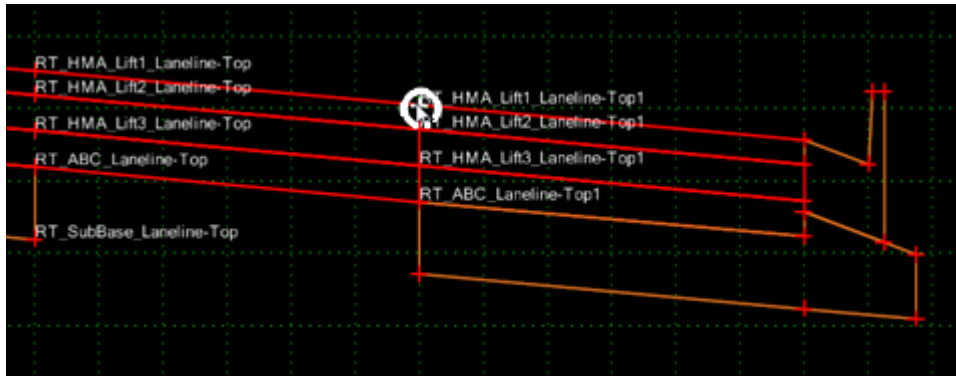 RT_HMA_Lift1_Laneline-Top
RT_HMA_Lift2_Laneline-Top
RT_HMA_Lift3_Laneline-Top
RT_ABC_Laneline-Top
RT_SubBase_Laneline-Top
RT_HMA_Lift1_Laneline-Top1
RT_HMA_Lift2_Laneline-Top1
RT_HMA_Lift3_Laneline-Top1
RT_ABC_Laneline-Top1